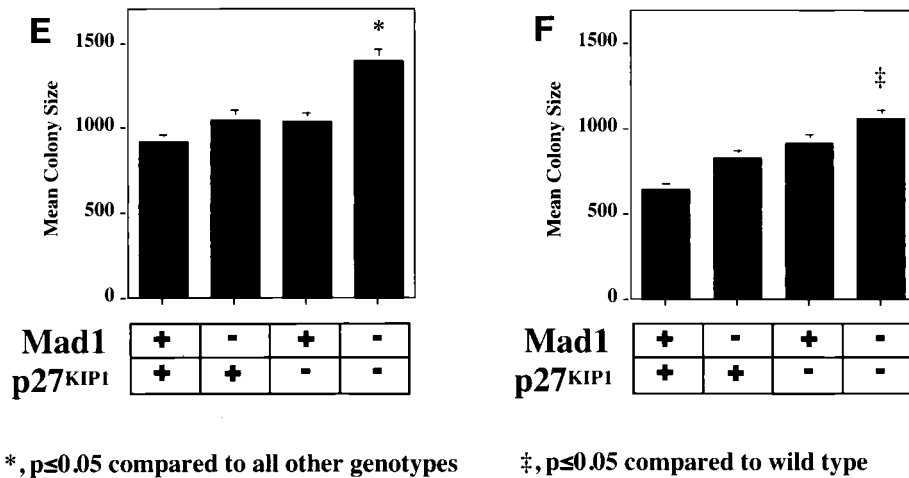 E
*
1500
1000
500
0
Mean Colony Size
Mad1 + - + -
p27KIP1 + + - -
*, p≤0.05 compared to all other genotypes
F
‡
1500
1000
500
0
Mean Colony Size
Mad1 + - + -
p27KIP1 + + - -
‡, p≤0.05 compared to wild type